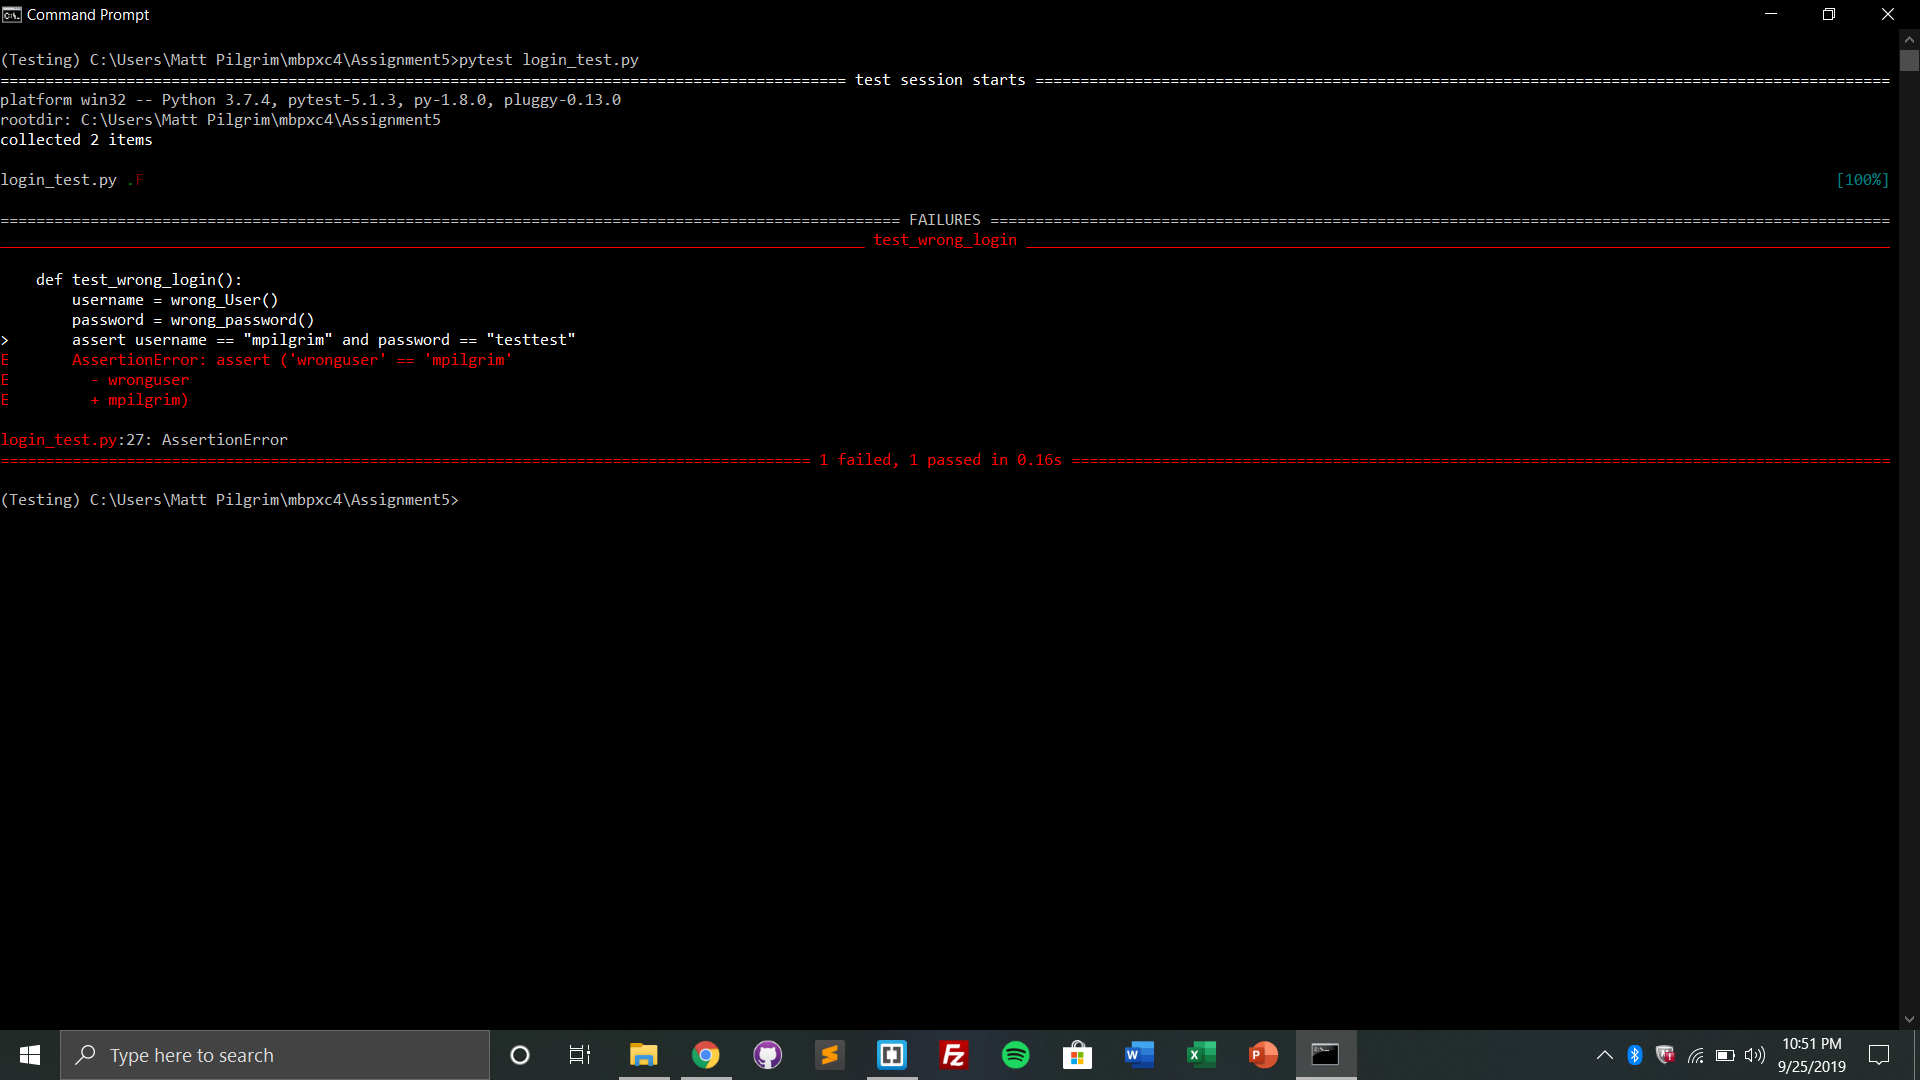 Command Prompt
(Testing) C:\Users\Matt Pilgrim\mbpxc4\Assignment5>pytest login_test.py
============================================================================================== test session starts ===============================================================================================
platform win32 -- Python 3.7.4, pytest-5.1.3, py-1.8.0, pluggy-0.13.0
rootdir: C:\Users\Matt Pilgrim\mbpxc4\Assignment5
collected 2 items
login_test.py .F [100%]
==================================================================================================== FAILURES ====================================================================================================
________________________________________________________________________________________________ test_wrong_login ________________________________________________________________________________________________
    def test_wrong_login():
        username = wrong_User()
        password = wrong_password()
>       assert username == "mpilgrim" and password == "testtest"
E       AssertionError: assert ('wronguser' == 'mpilgrim'
E         - wronguser
E         + mpilgrim)
login_test.py:27: AssertionError
========================================================================================== 1 failed, 1 passed in 0.16s ===========================================================================================
(Testing) C:\Users\Matt Pilgrim\mbpxc4\Assignment5>
Type here to search
10:51 PM
9/25/2019